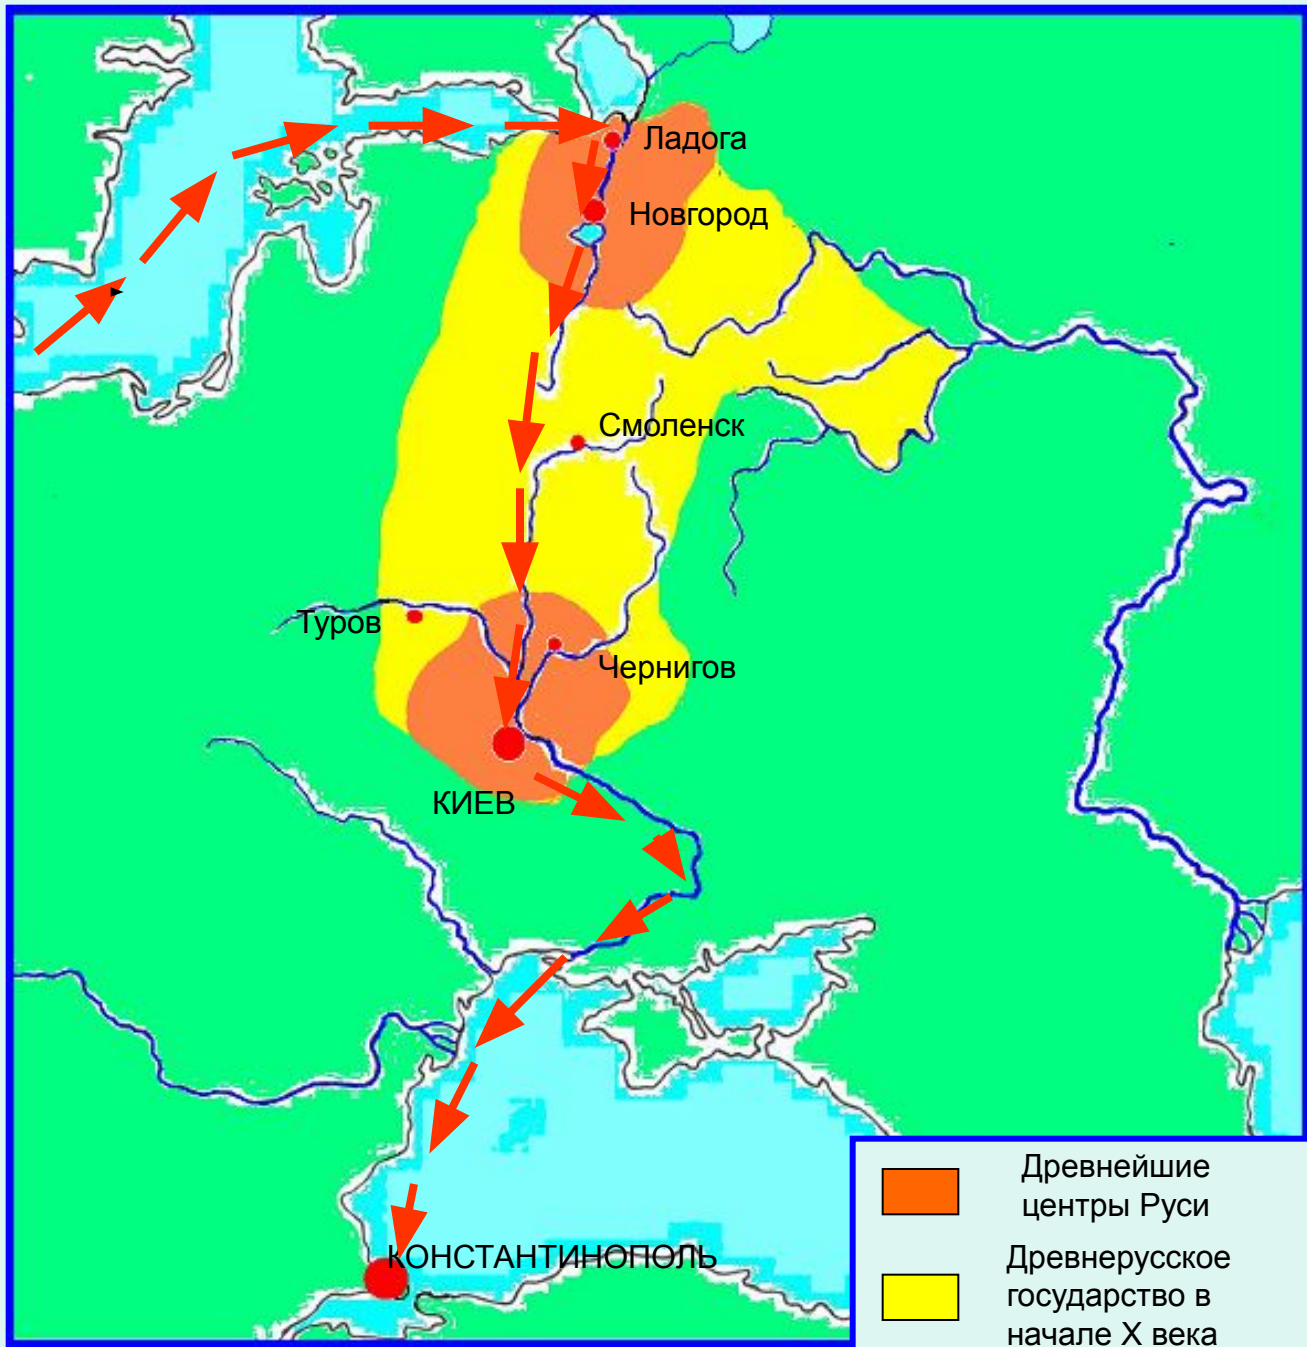 Ладога
Новгород
Смоленск
Туров
Чернигов
КИЕВ
КОНСТАНТИНОПОЛЬ
Древнейшие
центры Руси
Древнерусское
государство в
начале X века